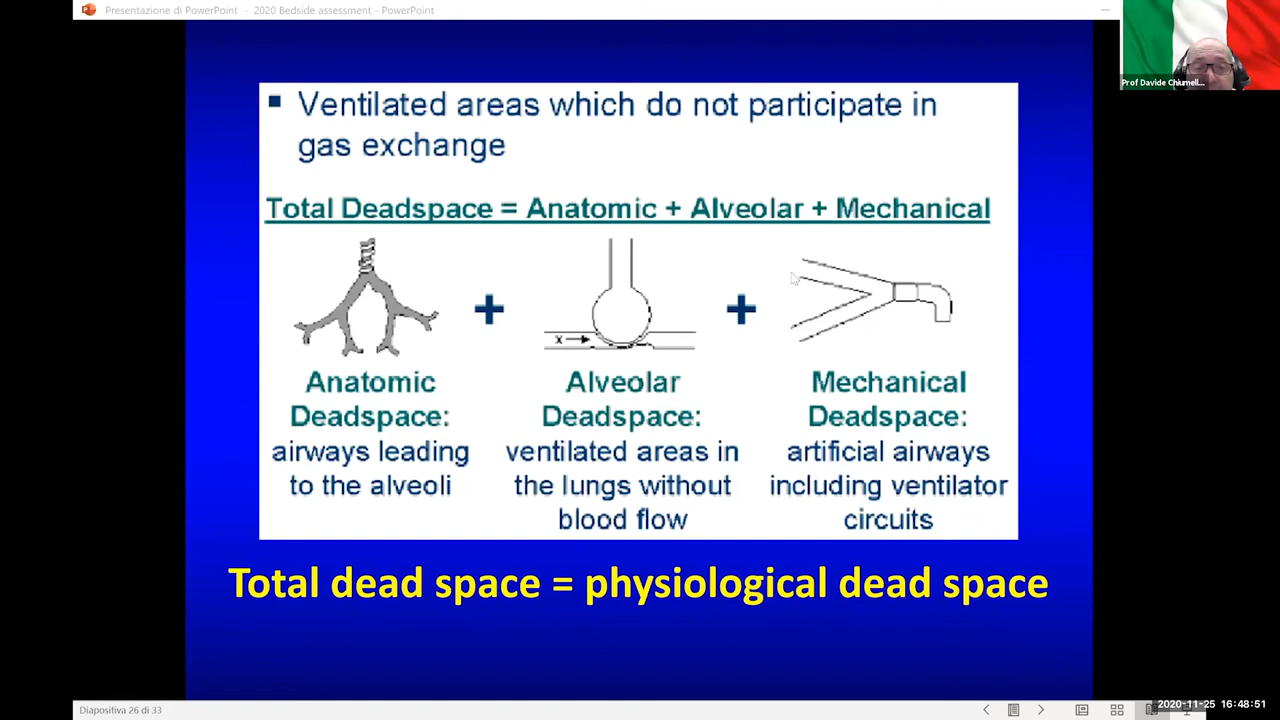 Presentazione di PowerPoint - 2020 Bedside assessment - PowerPoint
Prof Davide Chiumell...
Ventilated areas which do not participate in
gas exchange
Total Deadspace = Anatomic + Alveolar + Mechanical
+ +
x
Anatomic
Deadspace:
airways leading
to the alveoli
Alveolar
Deadspace:
ventilated areas in
the lungs without
blood flow
Mechanical
Deadspace:
artificial airways
including ventilator
circuits
Total dead space = physiological dead space
Diapositiva 26 di 33
2020-11-25 16:48:51